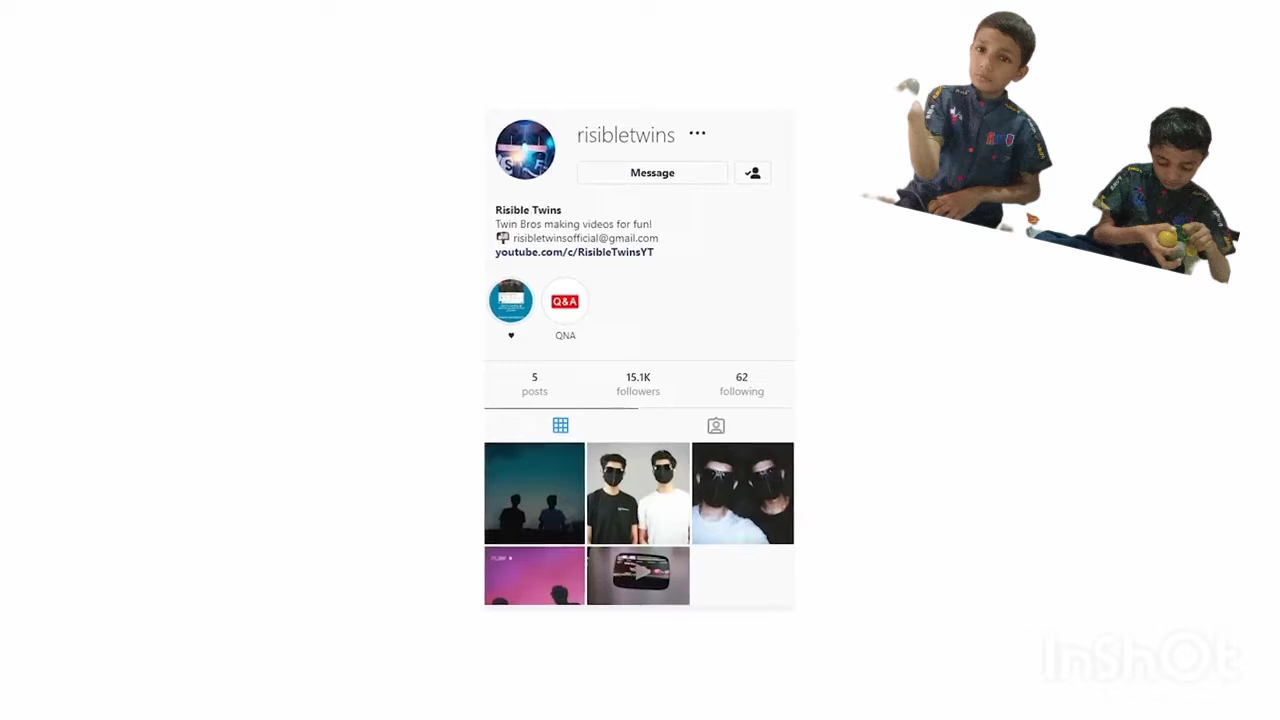 risibletwins ...
Message
Risible Twins
Twin Bros making videos for fun!
📬 risibletwinsofficial@gmail.com
youtube.com/c/RisibleTwinsYT
Q&A
♥ QNA
5 15.1K 62
posts followers following
InShOt